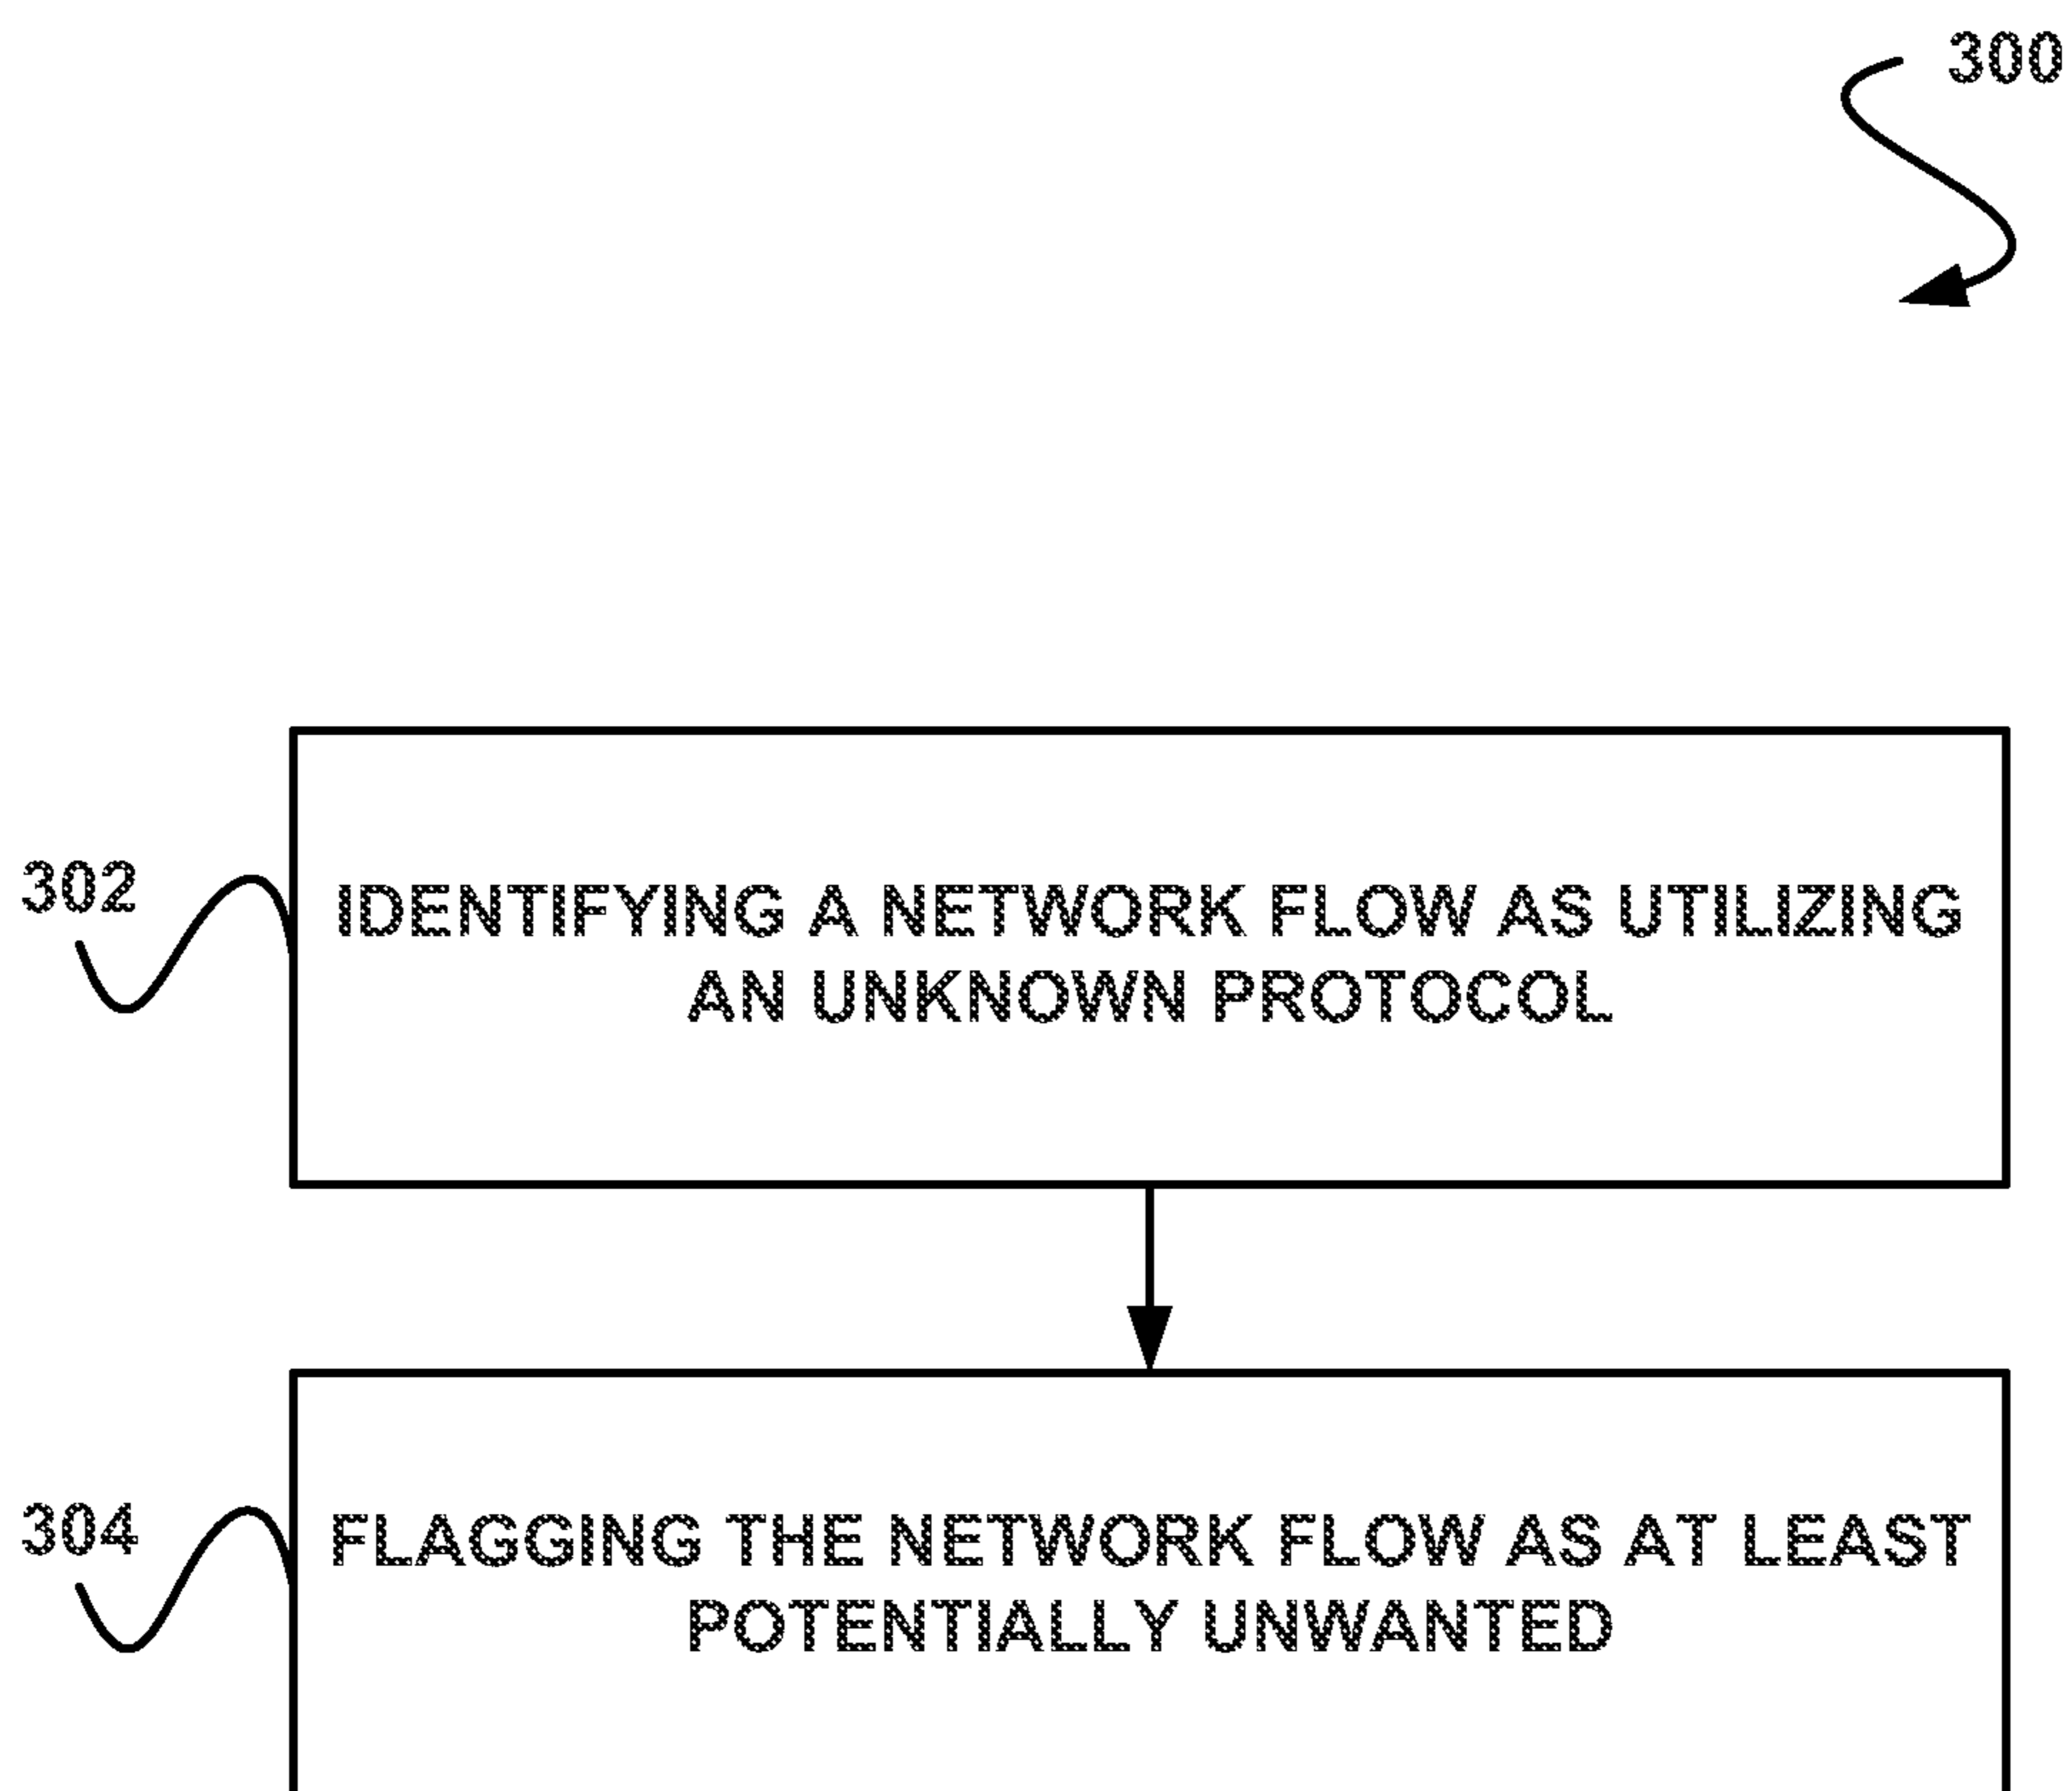 300
302
IDENTIFYING A NETWORK FLOW AS UTILIZING
AN UNKNOWN PROTOCOL
304
FLAGGING THE NETWORK FLOW AS AT LEAST
POTENTIALLY UNWANTED